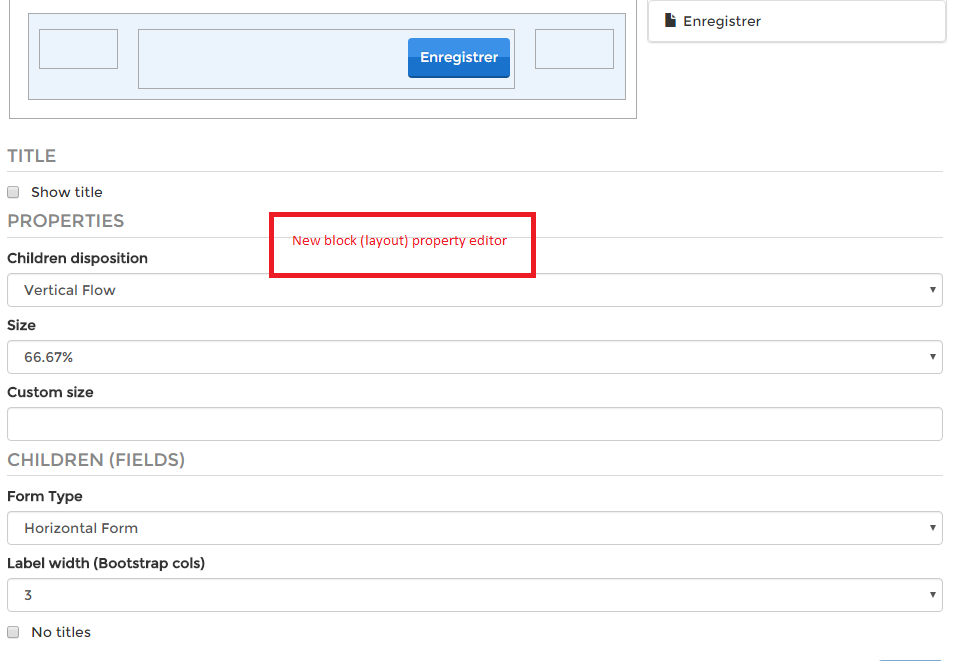 Enregistrer
Enregistrer
TITLE
Show title
PROPERTIES
New block (layout) property editor
Children disposition
Vertical Flow
Size
66.67%
Custom size
CHILDREN (FIELDS)
Form Type
Horizontal Form
Label width (Bootstrap cols)
3
No titles